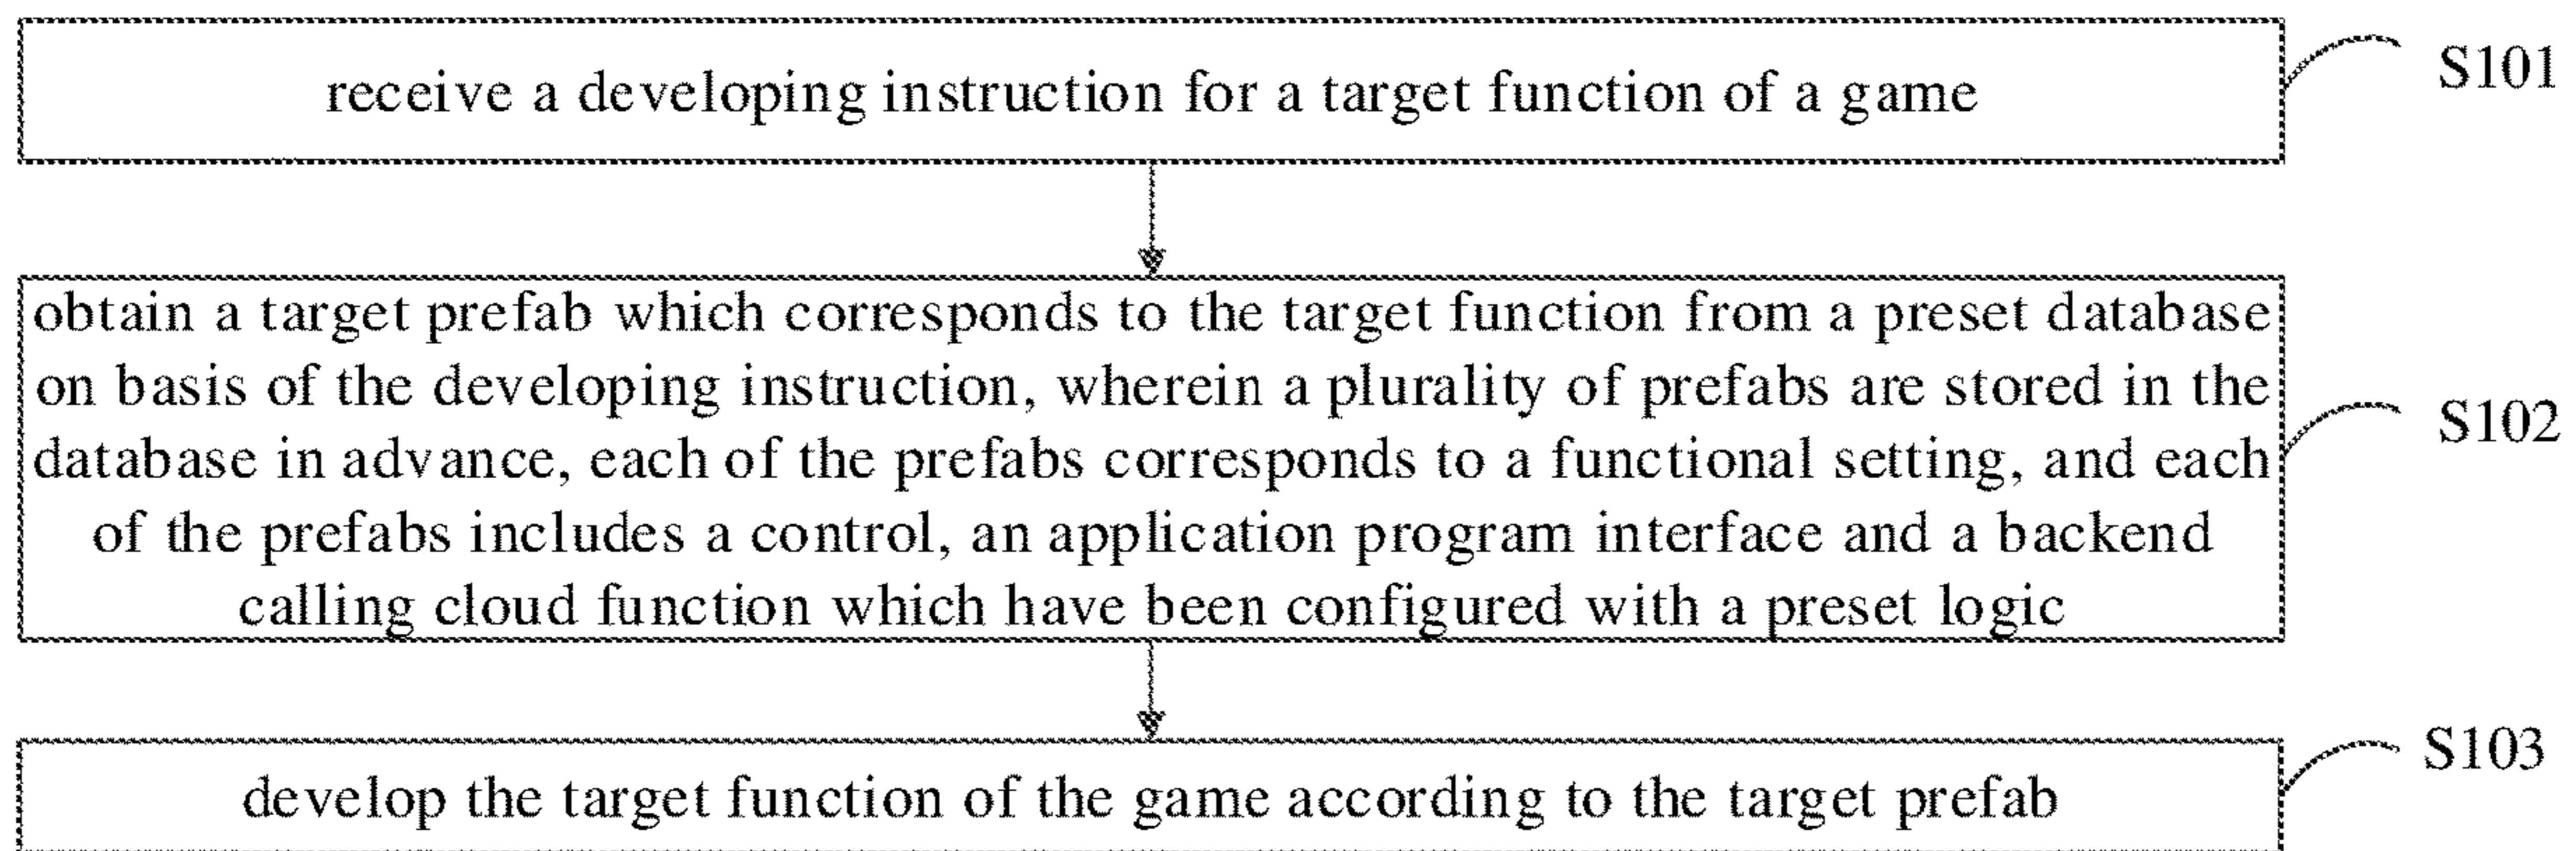 receive a developing instruction for a target function of a game
S101
obtain a target prefab which corresponds to the target function from a preset database
on basis of the developing instruction, wherein a plurality of prefabs are stored in the
database in advance, each of the prefabs corresponds to a functional setting, and each
of the prefabs includes a control, an application program interface and a backend
calling cloud function which have been configured with a preset logic
S102
develop the target function of the game according to the target prefab
S103